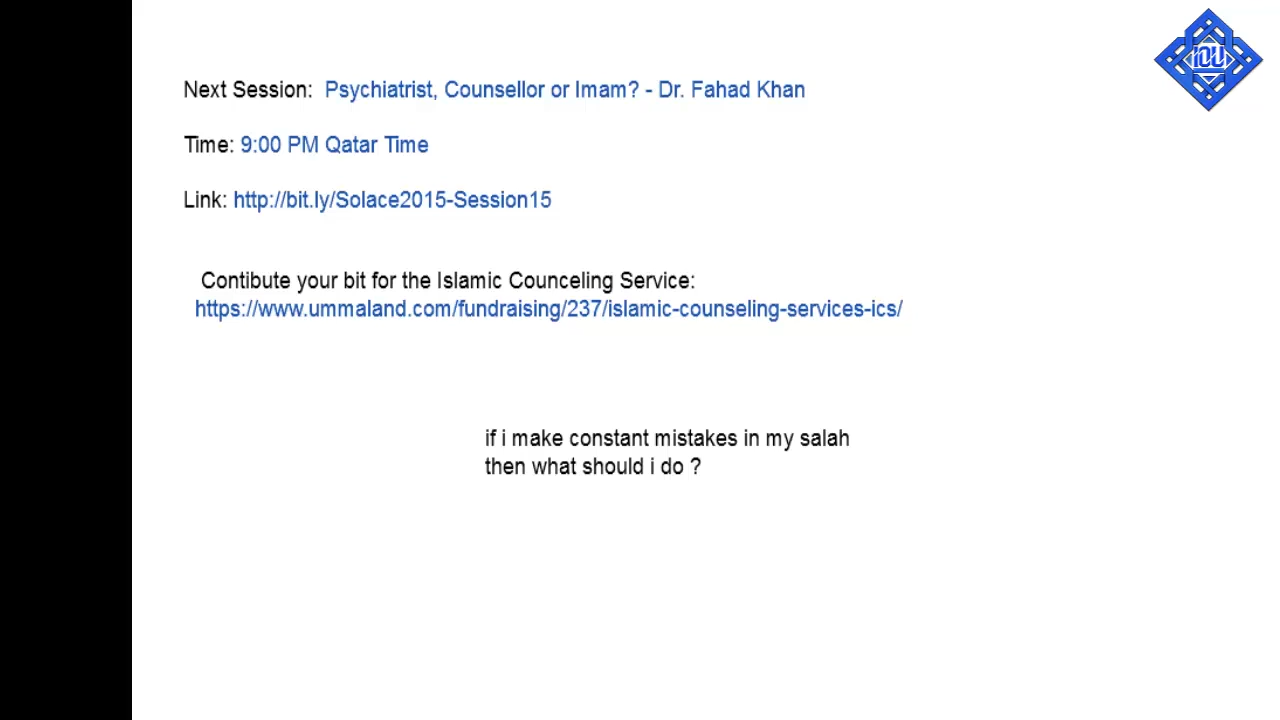 Next Session: Psychiatrist, Counsellor or Imam? - Dr. Fahad Khan
Time: 9:00 PM Qatar Time
Link: http://bit.ly/Solace2015-Session15
Contibute your bit for the Islamic Counceling Service:
https://www.ummaland.com/fundraising/237/islamic-counseling-services-ics/
if i make constant mistakes in my salah
then what should i do ?